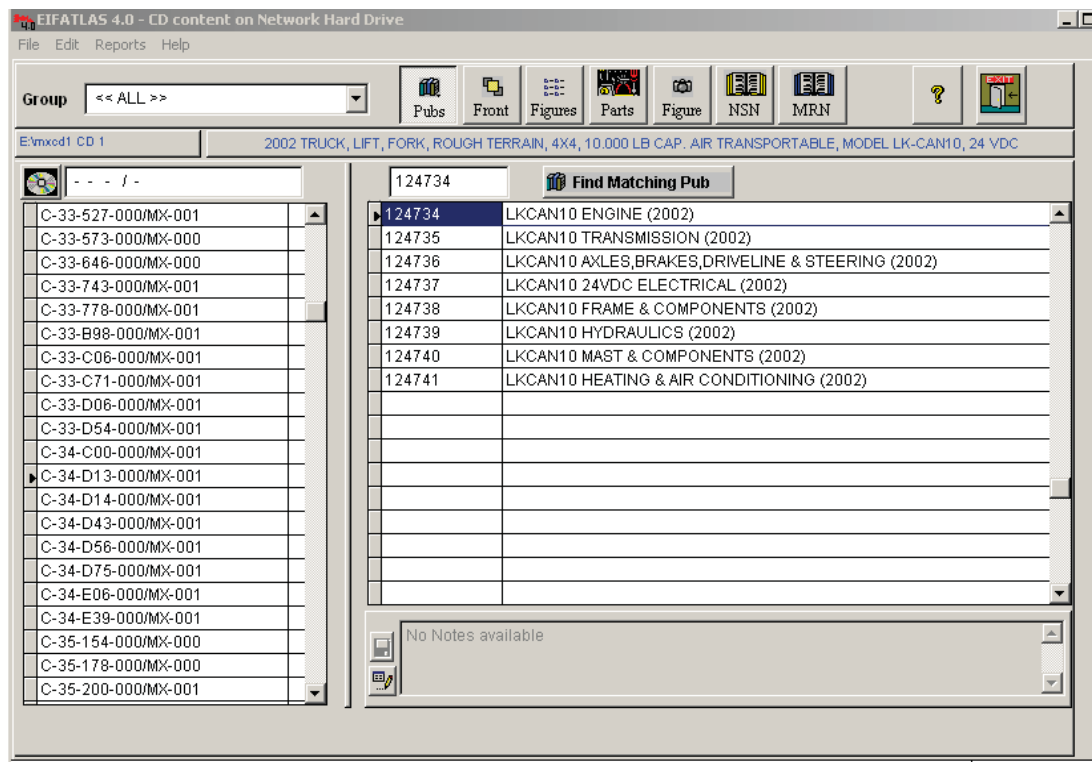 EIFATLAS 4.0 - CD content on Network Hard Drive
File Edit Reports Help
Group << ALL >> Pubs Front Figures Parts Figure NSN MRN ? EXIT
E:\mxcd1 CD 1 2002 TRUCK, LIFT, FORK, ROUGH TERRAIN, 4X4, 10.000 LB CAP. AIR TRANSPORTABLE, MODEL LK-CAN10, 24 VDC
- - - / -
C-33-527-000/MX-001
C-33-573-000/MX-000
C-33-646-000/MX-000
C-33-743-000/MX-001
C-33-778-000/MX-001
C-33-B98-000/MX-001
C-33-C06-000/MX-001
C-33-C71-000/MX-001
C-33-D06-000/MX-001
C-33-D54-000/MX-001
C-34-C00-000/MX-001
C-34-D13-000/MX-001
C-34-D14-000/MX-001
C-34-D43-000/MX-001
C-34-D56-000/MX-001
C-34-D75-000/MX-001
C-34-E06-000/MX-001
C-34-E39-000/MX-001
C-35-154-000/MX-000
C-35-178-000/MX-000
C-35-200-000/MX-001
124734 Find Matching Pub
124734 LKCAN10 ENGINE (2002)
124735 LKCAN10 TRANSMISSION (2002)
124736 LKCAN10 AXLES,BRAKES,DRIVELINE & STEERING (2002)
124737 LKCAN10 24VDC ELECTRICAL (2002)
124738 LKCAN10 FRAME & COMPONENTS (2002)
124739 LKCAN10 HYDRAULICS (2002)
124740 LKCAN10 MAST & COMPONENTS (2002)
124741 LKCAN10 HEATING & AIR CONDITIONING (2002)
No Notes available